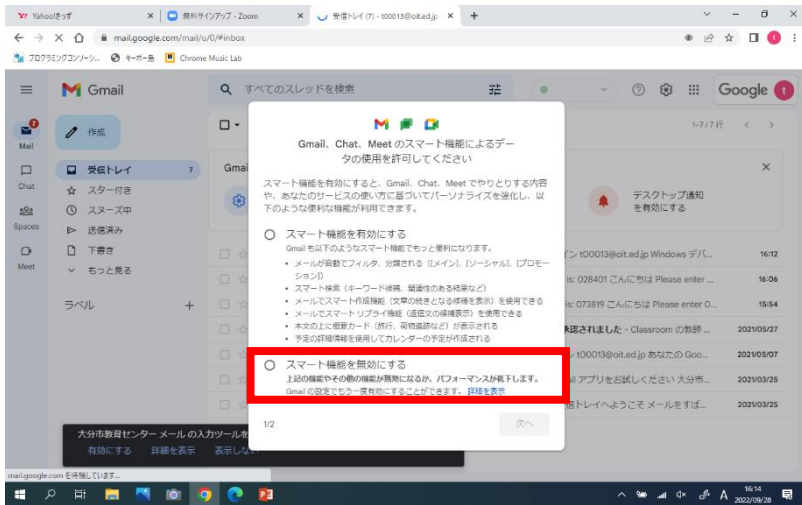 Yahoo!きっず
無料サインアップ - Zoom
受信トレイ (7) - t00013@oit.ed.jp
mail.google.com/mail/u/0/#inbox
プログラミングコンソーシ...
キーボー島
Chrome Music Lab
Gmail
すべてのスレッドを検索
Google
t
Mail
Chat
Spaces
Meet
作成
受信トレイ 7
スター付き
スヌーズ中
送信済み
下書き
もっと見る
ラベル
1-7/7 行
Gmai
デスクトップ通知
を有効にする
Gmail、Chat、Meet のスマート機能によるデー
タの使用を許可してください
スマート機能を有効にすると、Gmail、Chat、Meet でやりとりする内容
や、あなたのサービスの使い方に基づいてパーソナライズを強化し、以
下のような便利な機能が利用できます。
スマート機能を有効にする
Gmail も以下のようなスマート機能でもっと便利になります。
• メールが自動でフィルタ、分類される ([メイン]、[ソーシャル]、[プロモー
ション])
• スマート検索（キーワード候補、関連性のある結果など）
• メールでスマート作成機能（文章の続きとなる候補を表示）を使用できる
• メールでスマート リプライ機能（返信文の候補表示）を使用できる
• 本文の上に概要カード（旅行、荷物追跡など）が表示される
• 予定の詳細情報を使用してカレンダーの予定が作成される
スマート機能を無効にする
上記の機能やその他の機能が無効になるか、パフォーマンスが低下します。
Gmail の設定でもう一度有効にすることができます。 詳細を表示
1/2
次へ
イン t00013@oit.ed.jp Windows デバ... 16:12
is: 028401 こんにちは Please enter ... 16:06
is: 073819 こんにちは Please enter O... 15:54
承認されました - Classroom の教師 ... 2021/05/27
ン t00013@oit.ed.jp あなたの Goo... 2021/05/07
il アプリをお試しください 大分市... 2021/03/25
信トレイへようこそ メールをすば... 2021/03/25
大分市教育センター メール の入力ツールを
有効にする 詳細を表示 表示しない
mail.google.com を待機しています...
A
16:14
2022/09/28